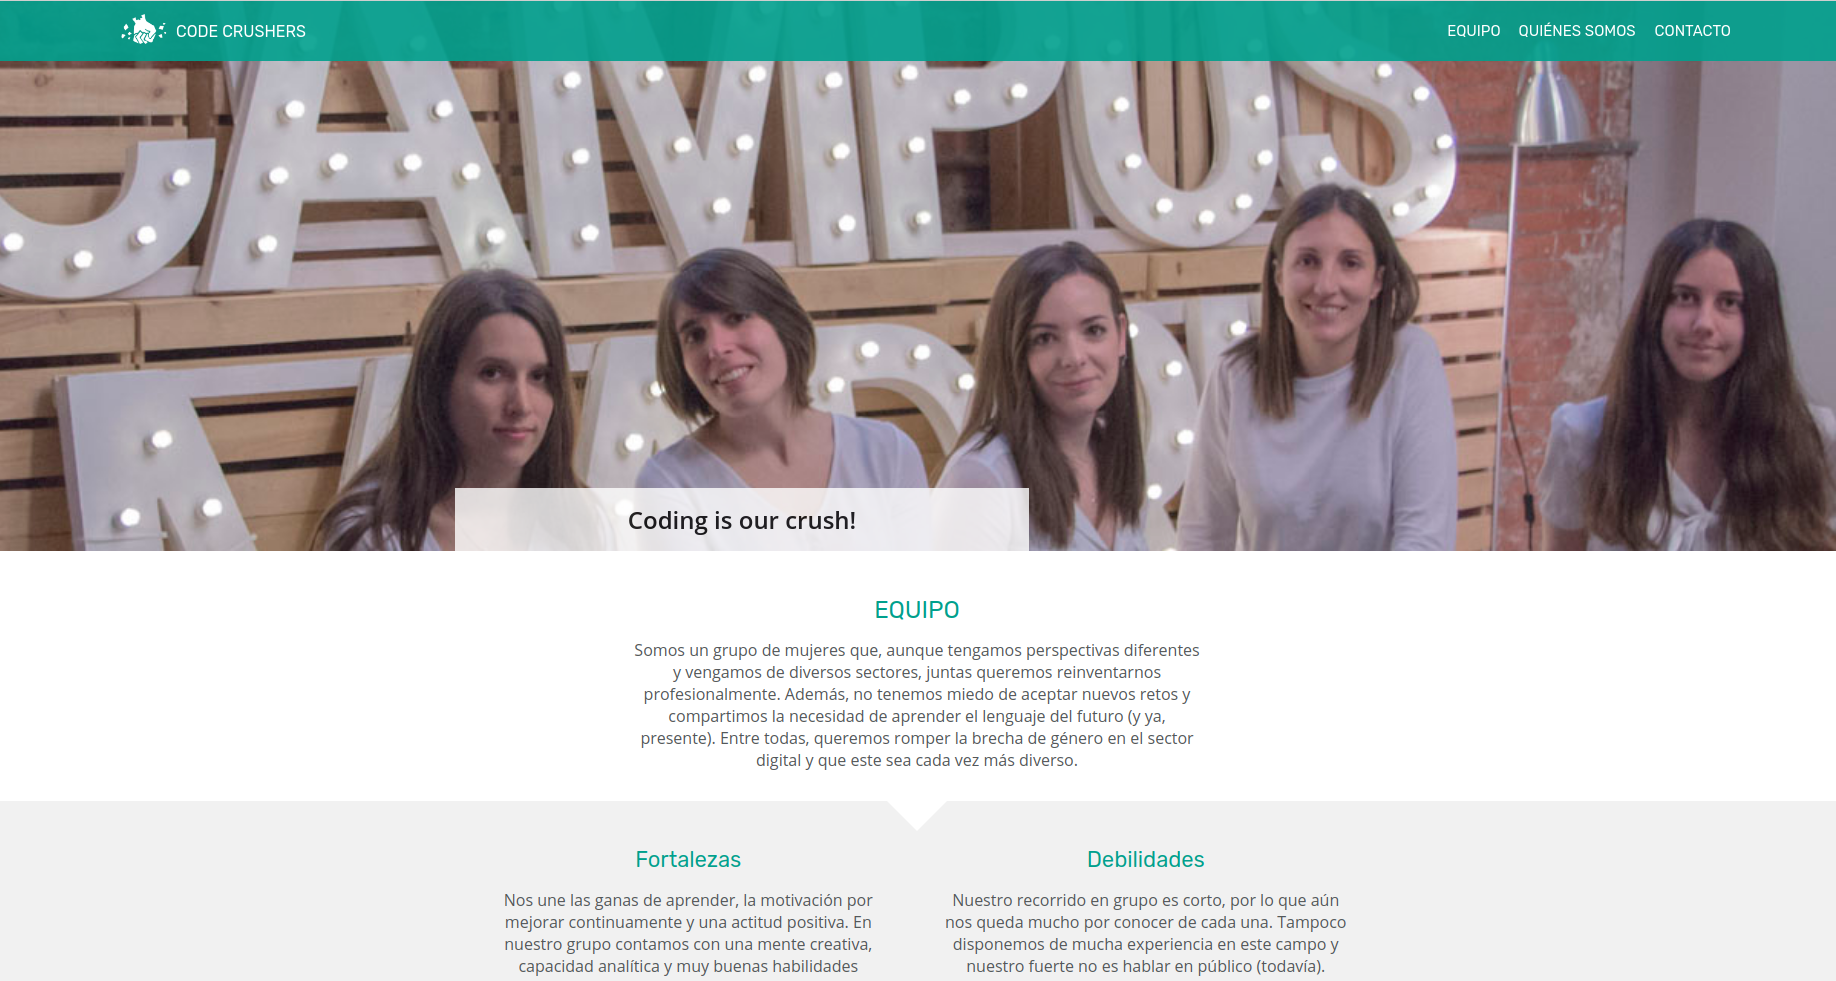 CODE CRUSHERS
EQUIPO QUIÉNES SOMOS CONTACTO
CAMPUS
MADRID
Coding is our crush!
EQUIPO
Somos un grupo de mujeres que, aunque tengamos perspectivas diferentes
y vengamos de diversos sectores, juntas queremos reinventarnos
profesionalmente. Además, no tenemos miedo de aceptar nuevos retos y
compartimos la necesidad de aprender el lenguaje del futuro (y ya,
presente). Entre todas, queremos romper la brecha de género en el sector
digital y que este sea cada vez más diverso.
Fortalezas
Nos une las ganas de aprender, la motivación por
mejorar continuamente y una actitud positiva. En
nuestro grupo contamos con una mente creativa,
capacidad analítica y muy buenas habilidades
Debilidades
Nuestro recorrido en grupo es corto, por lo que aún
nos queda mucho por conocer de cada una. Tampoco
disponemos de mucha experiencia en este campo y
nuestro fuerte no es hablar en público (todavía).